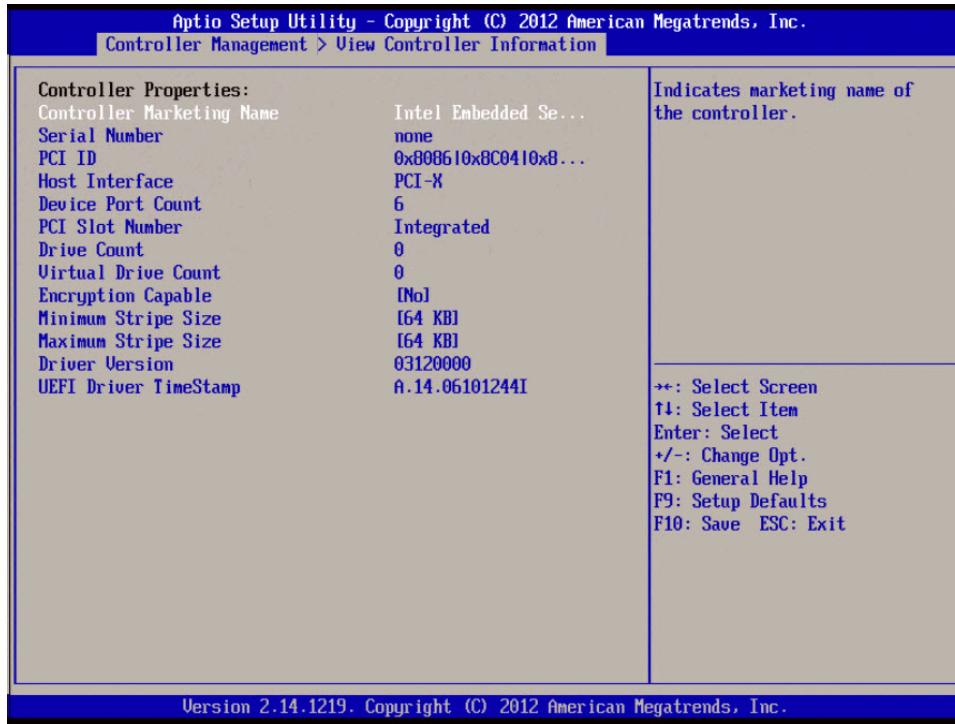 Aptio Setup Utility - Copyright (C) 2012 American Megatrends, Inc.
Controller Management > View Controller Information
Controller Properties:
Controller Marketing Name Intel Embedded Se...
Serial Number none
PCI ID 0x8086|0x8C04|0x8...
Host Interface PCI-X
Device Port Count 6
PCI Slot Number Integrated
Drive Count 0
Virtual Drive Count 0
Encryption Capable [No]
Minimum Stripe Size [64 KB]
Maximum Stripe Size [64 KB]
Driver Version 03120000
UEFI Driver TimeStamp A.14.06101244I
Indicates marketing name of
the controller.
→←: Select Screen
↑↓: Select Item
Enter: Select
+/-: Change Opt.
F1: General Help
F9: Setup Defaults
F10: Save ESC: Exit
Version 2.14.1219. Copyright (C) 2012 American Megatrends, Inc.